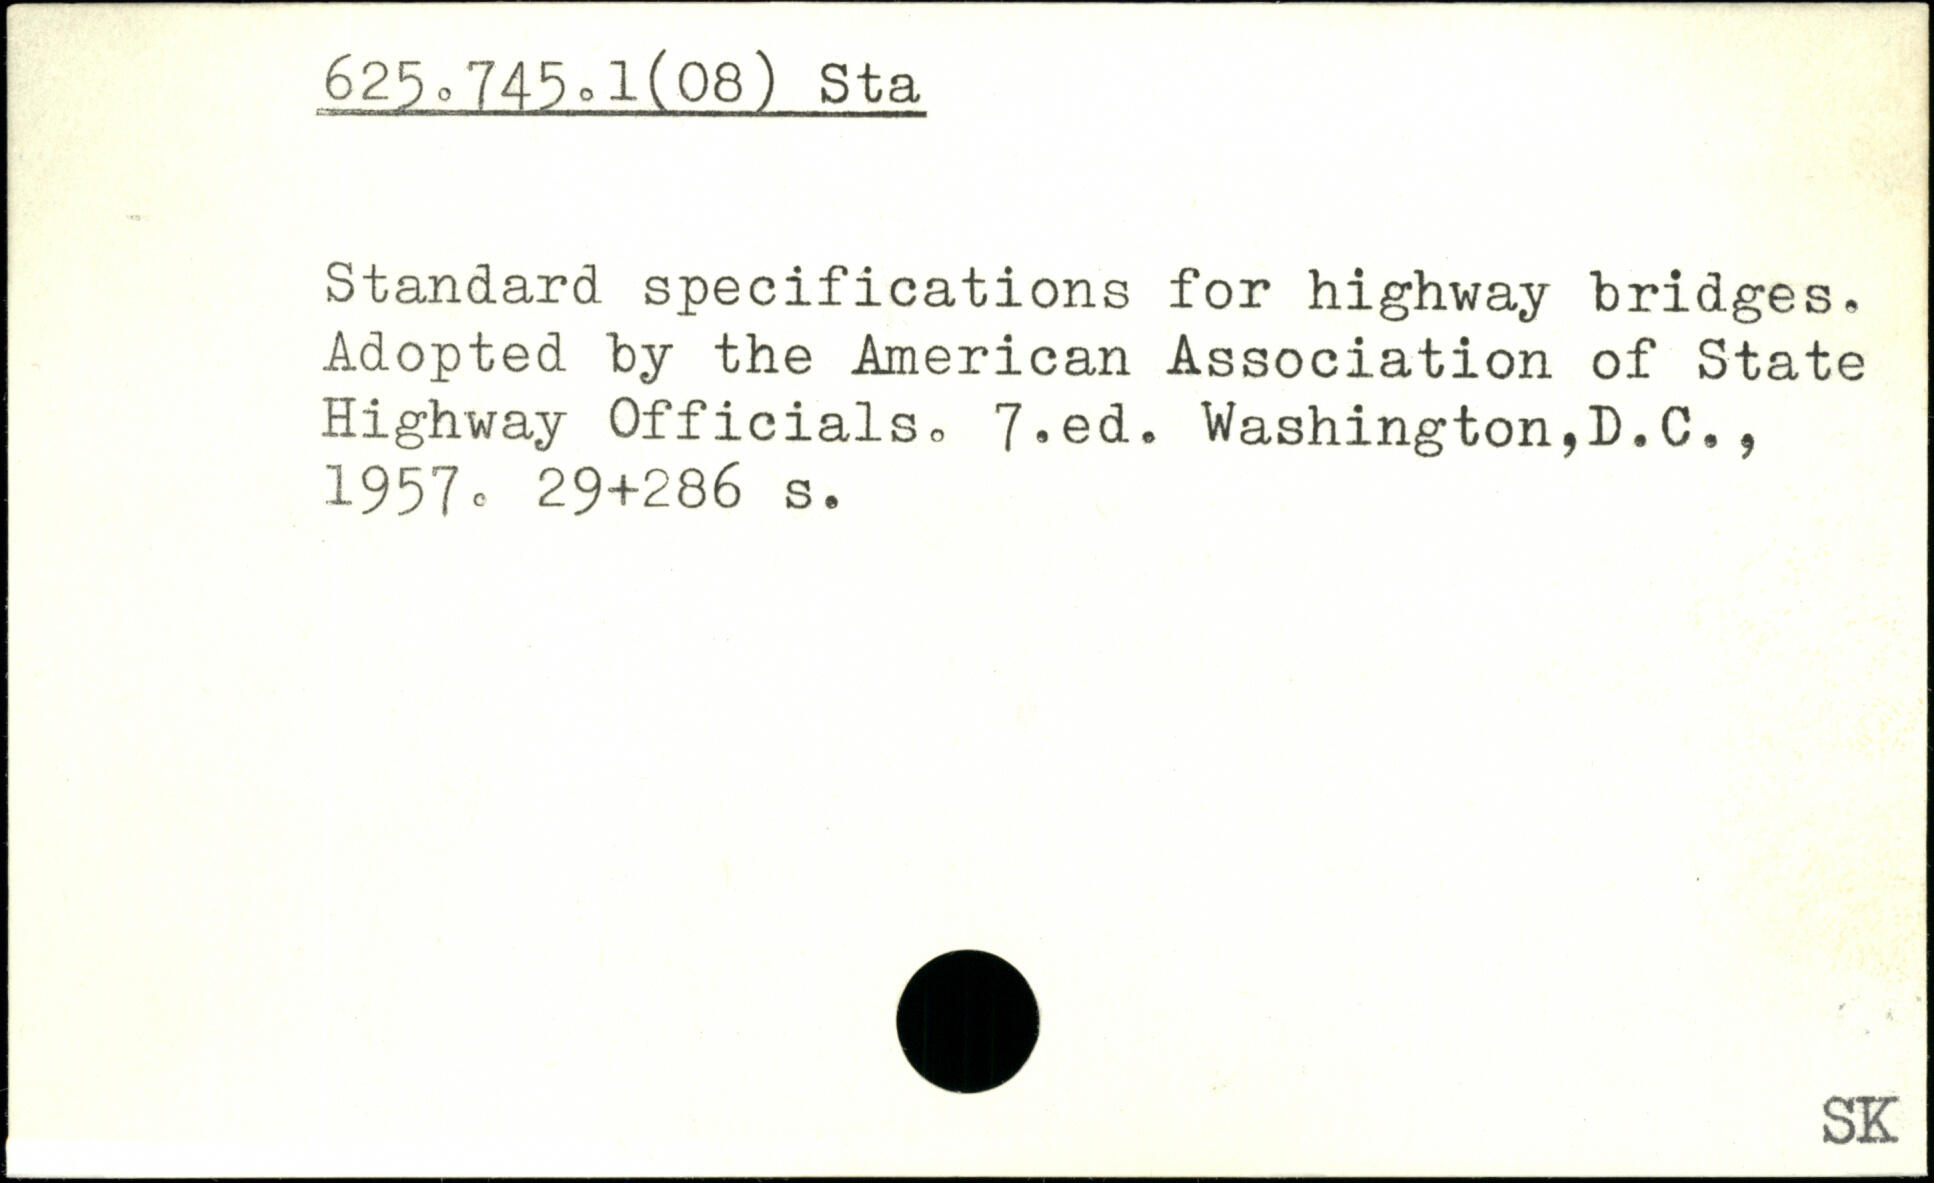 625.745.1(08) Sta
Standard specifications for highway bridges.
Adopted by the American Association of State
Highway Officials. 7.ed. Washington,D.C.,
1957. 29+286 s.
SK